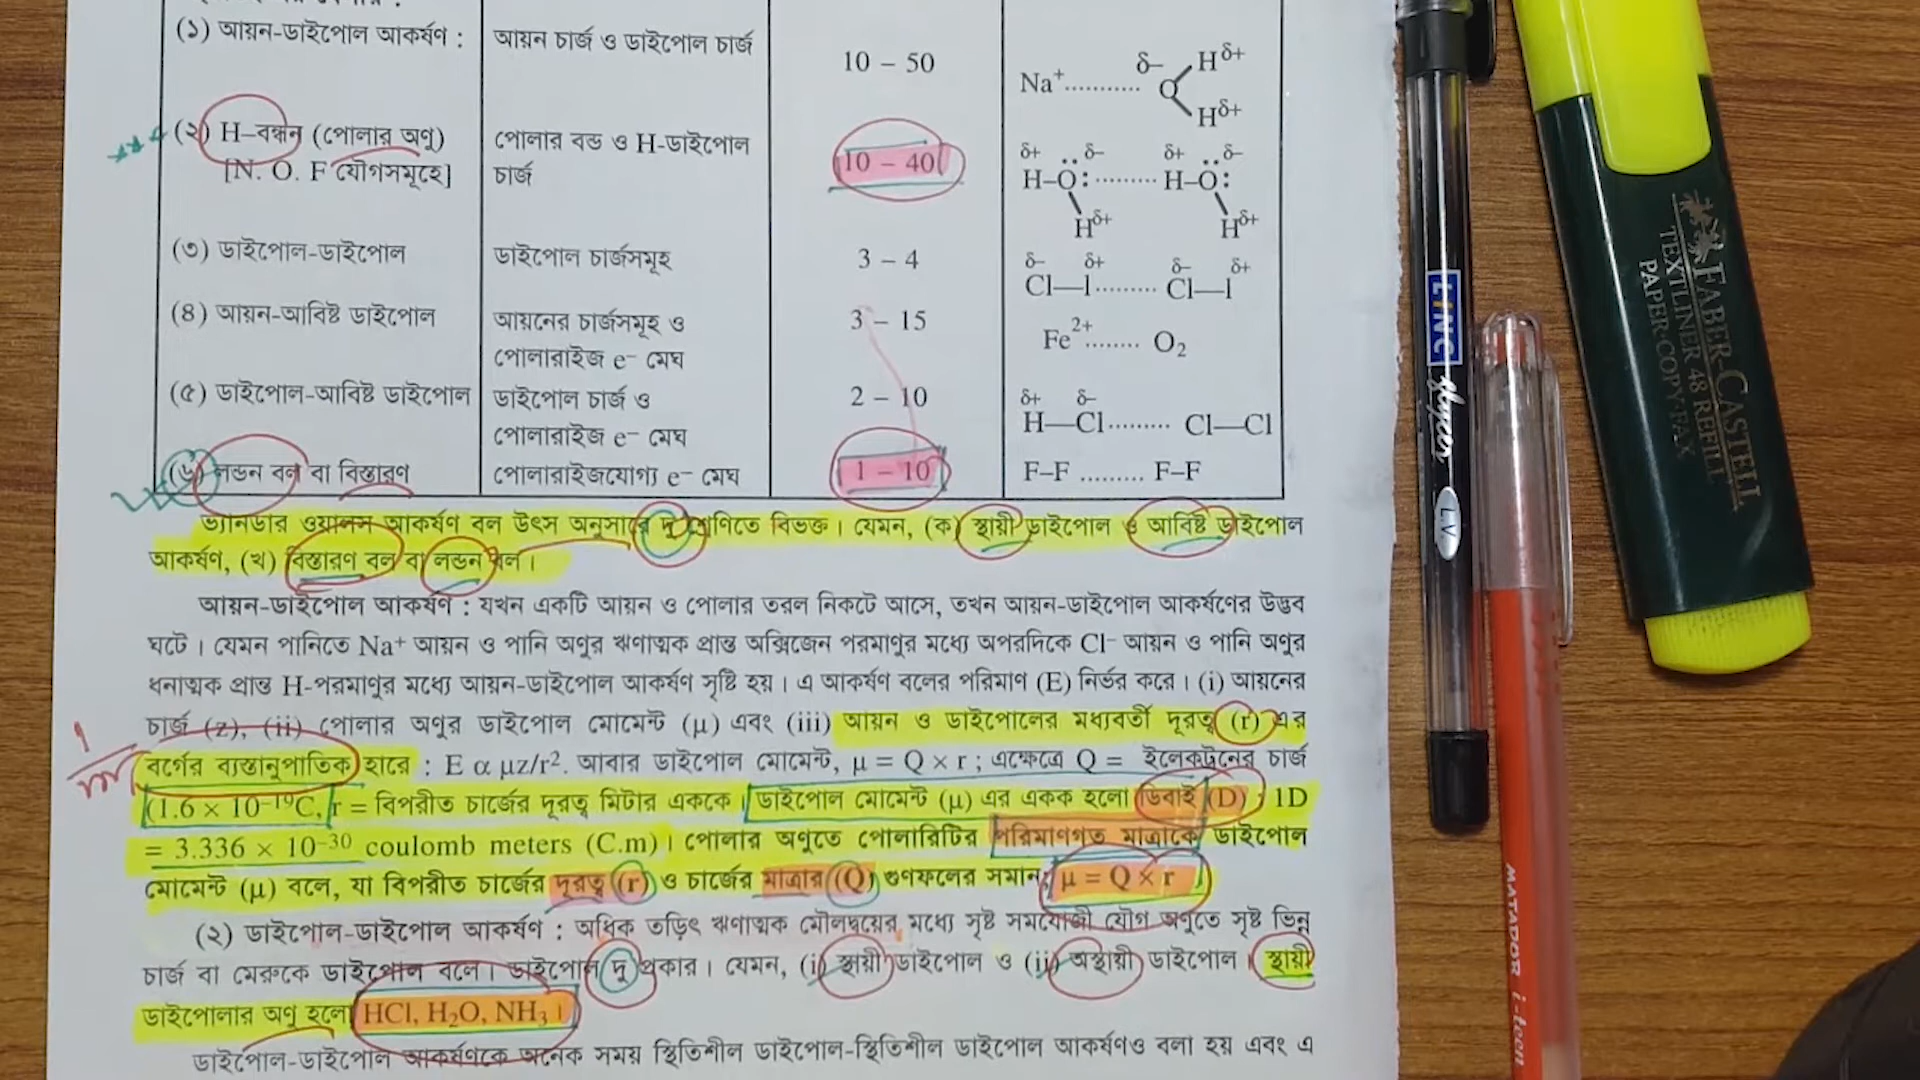 (১) আয়ন-ডাইপোল আকর্ষণ : আয়ন চার্জ ও ডাইপোল চার্জ 10 – 50 Na⁺............ δ– O H δ+ H δ+
(২) H–বন্ধন (পোলার অণু) পোলার বন্ড ও H-ডাইপোল 10 – 40 δ+ δ– δ+ δ–
[N. O. F যৌগসমূহে] চার্জ H–O: ......... H–O:
H δ+ H δ+
(৩) ডাইপোল-ডাইপোল ডাইপোল চার্জসমূহ 3 – 4 δ– δ+ δ– δ+
Cl—I......... Cl—I
(৪) আয়ন-আবিষ্ট ডাইপোল আয়নের চার্জসমূহ ও 3 – 15 Fe²⁺........ O₂
পোলারাইজ e⁻ মেঘ
(৫) ডাইপোল-আবিষ্ট ডাইপোল ডাইপোল চার্জ ও 2 – 10 δ+ δ–
পোলারাইজ e⁻ মেঘ H—Cl......... Cl—Cl
(৬) লন্ডন বল বা বিস্তারণ পোলারাইজযোগ্য e⁻ মেঘ 1 – 10 F–F ......... F–F
ভ্যানডার ওয়ালস আকর্ষণ বল উৎস অনুসারে দু শ্রেণিতে বিভক্ত। যেমন, (ক) স্থায়ী ডাইপোল ও আবিষ্ট ডাইপোল
আকর্ষণ, (খ) বিস্তারণ বল বা লন্ডন বল।
আয়ন-ডাইপোল আকর্ষণ : যখন একটি আয়ন ও পোলার তরল নিকটে আসে, তখন আয়ন-ডাইপোল আকর্ষণের উদ্ভব
ঘটে। যেমন পানিতে Na⁺ আয়ন ও পানি অণুর ঋণাত্মক প্রান্ত অক্সিজেন পরমাণুর মধ্যে অপরদিকে Cl⁻ আয়ন ও পানি অণুর
ধনাত্মক প্রান্ত H-পরমাণুর মধ্যে আয়ন-ডাইপোল আকর্ষণ সৃষ্টি হয়। এ আকর্ষণ বলের পরিমাণ (E) নির্ভর করে। (i) আয়নের
চার্জ (z), (ii) পোলার অণুর ডাইপোল মোমেন্ট (μ) এবং (iii) আয়ন ও ডাইপোলের মধ্যবর্তী দূরত্ব (r) এর
বর্গের ব্যস্তানুপাতিক হারে : E α μz/r². আবার ডাইপোল মোমেন্ট, μ = Q × r ; এক্ষেত্রে Q = ইলেকট্রনের চার্জ
(1.6 × 10⁻¹⁹C, r = বিপরীত চার্জের দূরত্ব মিটার এককে। ডাইপোল মোমেন্ট (μ) এর একক হলো ডিবাই (D) ; 1D
= 3.336 × 10⁻³⁰ coulomb meters (C.m)। পোলার অণুতে পোলারিটির পরিমাণগত মাত্রাকে ডাইপোল
মোমেন্ট (μ) বলে, যা বিপরীত চার্জের দূরত্ব (r) ও চার্জের মাত্রার (Q) গুণফলের সমান; μ = Q × r
(২) ডাইপোল-ডাইপোল আকর্ষণ : অধিক তড়িৎ ঋণাত্মক মৌলদ্বয়ের মধ্যে সৃষ্ট সমযোজী যৌগ অণুতে সৃষ্ট ভিন্ন
চার্জ বা মেরুকে ডাইপোল বলে। ডাইপোল দু প্রকার। যেমন, (i) স্থায়ী ডাইপোল ও (ii) অস্থায়ী ডাইপোল। স্থায়ী
ডাইপোলার অণু হলো HCl, H₂O, NH₃।
ডাইপোল-ডাইপোল আকর্ষণকে অনেক সময় স্থিতিশীল ডাইপোল-স্থিতিশীল ডাইপোল আকর্ষণও বলা হয় এবং এ
LINC
glycer
LV
MATADOR i-teen
FABER-CASTELL
TEXTLINER 48 REFILL
PAPER·COPY·FAX